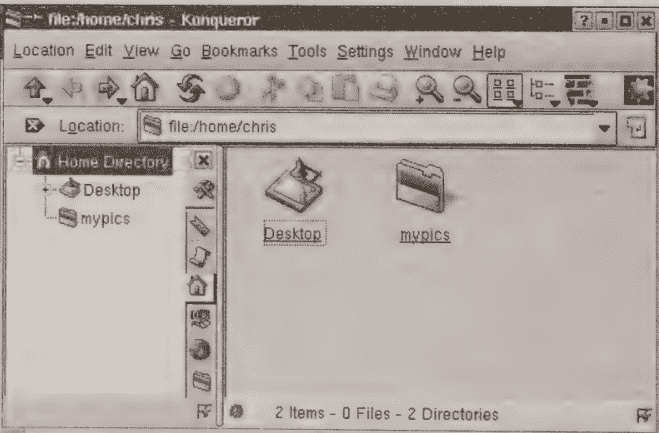 file:/home/chris - Konqueror
Location Edit View Go Bookmarks Tools Settings Window Help
Location: file:/home/chris
Home Directory
Desktop
mypics
Desktop mypics
2 Items - 0 Files - 2 Directories